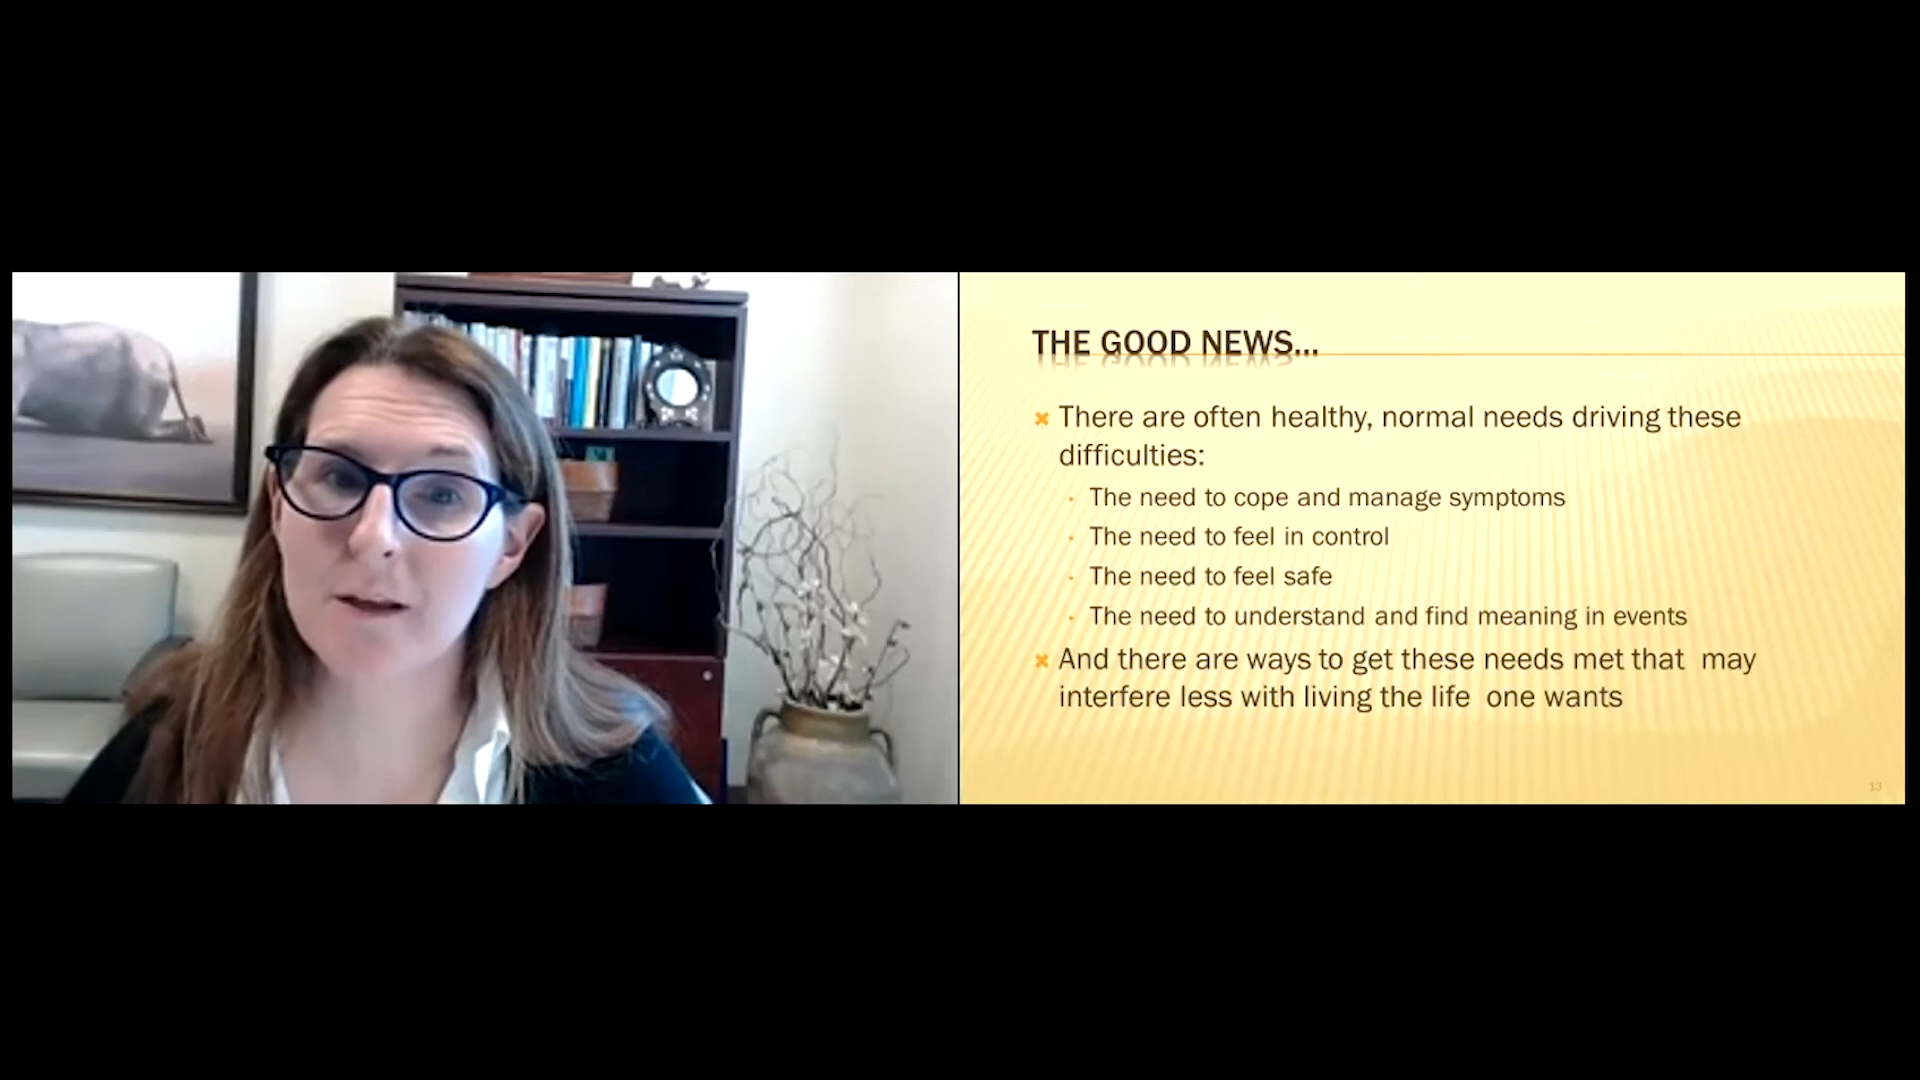 THE GOOD NEWS...
There are often healthy, normal needs driving these
difficulties:
The need to cope and manage symptoms
The need to feel in control
The need to feel safe
The need to understand and find meaning in events
And there are ways to get these needs met that  may
interfere less with living the life  one wants
13